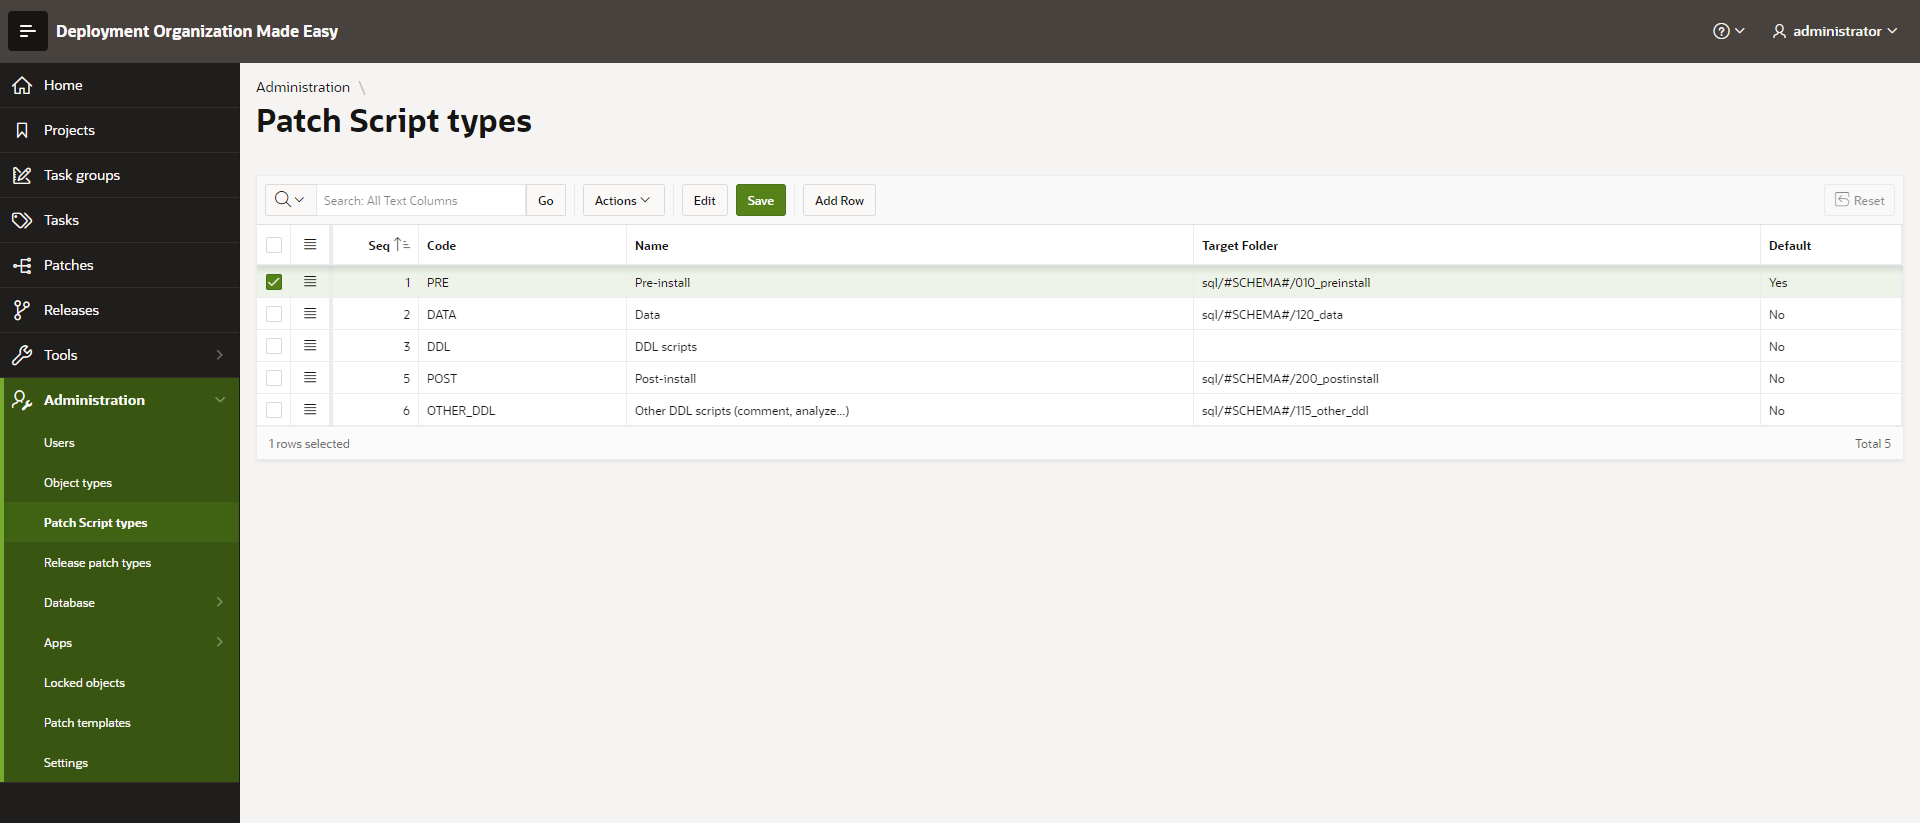 Deployment Organization Made Easy
administrator
Home
Projects
Task groups
Tasks
Patches
Releases
Tools
Administration
Users
Object types
Patch Script types
Release patch types
Database
Apps
Locked objects
Patch templates
Settings
Administration \
Patch Script types
Search: All Text Columns Go Actions Edit Save Add Row Reset
Seq Code Name Target Folder Default
1 PRE Pre-install sql/#SCHEMA#/010_preinstall Yes
2 DATA Data sql/#SCHEMA#/120_data No
3 DDL DDL scripts No
5 POST Post-install sql/#SCHEMA#/200_postinstall No
6 OTHER_DDL Other DDL scripts (comment, analyze...) sql/#SCHEMA#/115_other_ddl No
1 rows selected Total 5